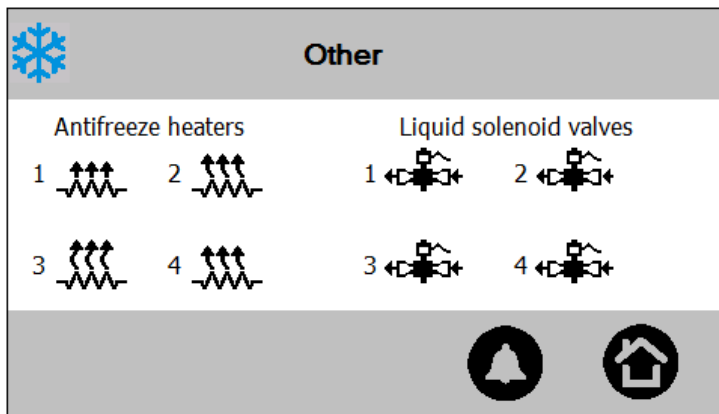 Other
Antifreeze heaters
Liquid solenoid valves
1 2 1 2
3 4 3 4